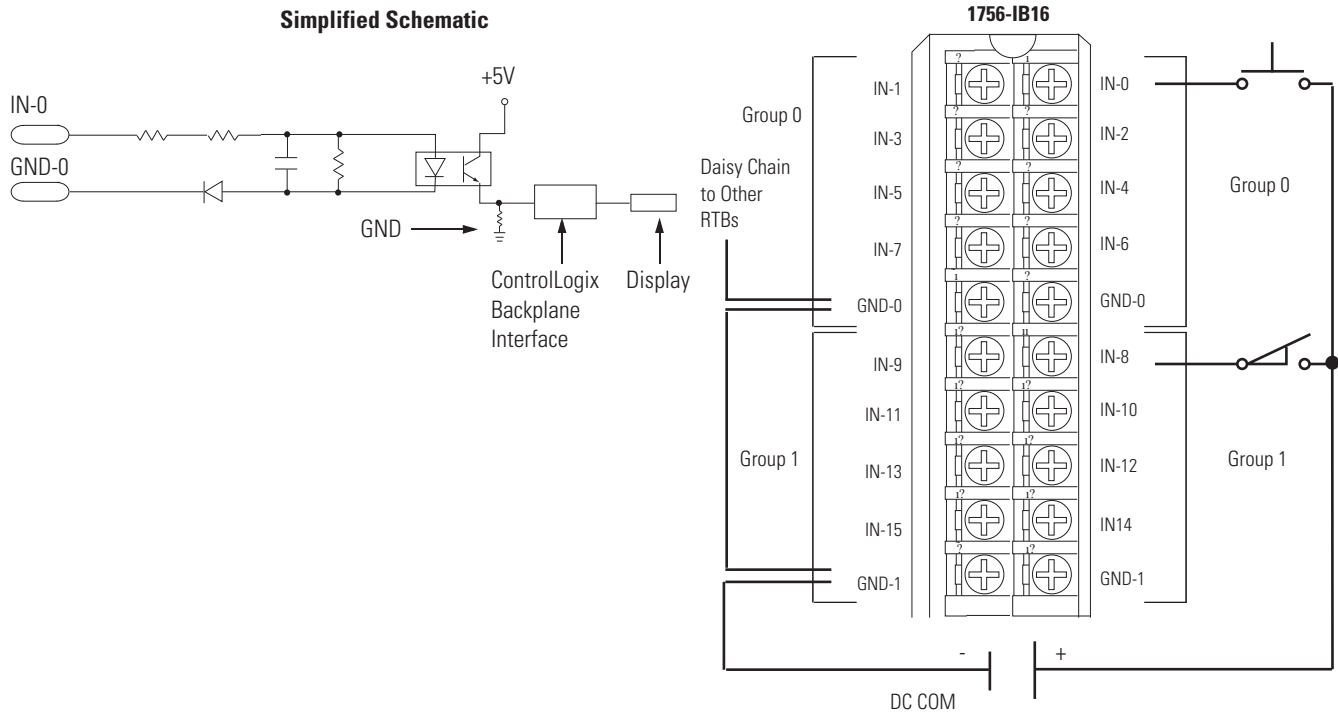 Simplified Schematic
+5V
IN-0
GND-0
GND
ControlLogix
Backplane
Interface
Display
1756-IB16
Group 0
Daisy Chain
to Other
RTBs
Group 1
IN-1
IN-3
IN-5
IN-7
GND-0
IN-9
IN-11
IN-13
IN-15
GND-1
IN-0
IN-2
IN-4
IN-6
GND-0
IN-8
IN-10
IN-12
IN14
GND-1
Group 0
Group 1
- +
DC COM